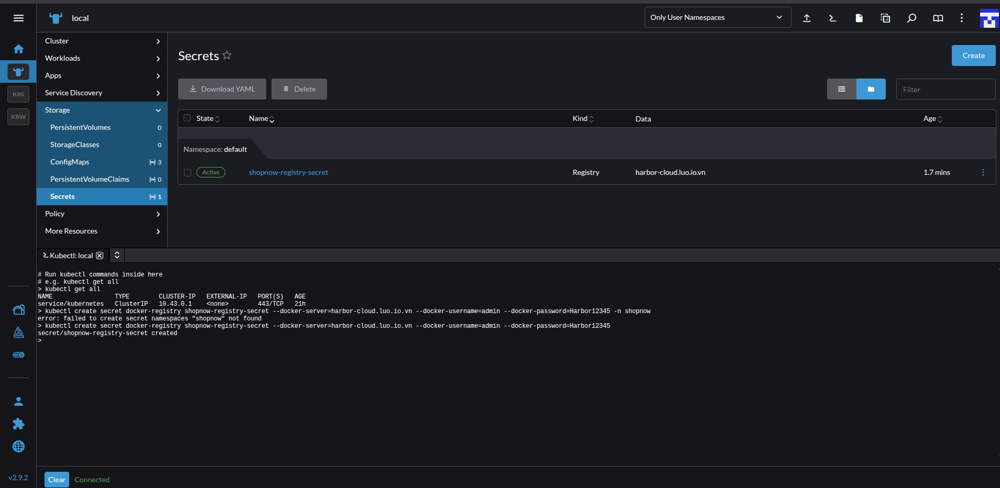 local
Only User Namespaces
Cluster
Workloads
Apps
Service Discovery
Storage
PersistentVolumes 0
StorageClasses 0
ConfigMaps 3
PersistentVolumeClaims 0
Secrets 1
Policy
More Resources
K8S
K8W
v2.9.2
Secrets
Create
Download YAML
Delete
Filter
State Name Kind Data Age
Namespace: default
Active shopnow-registry-secret Registry harbor-cloud.luo.io.vn 1.7 mins
Kubectl: local
# Run kubectl commands inside here
# e.g. kubectl get all
> kubectl get all
NAME TYPE CLUSTER-IP EXTERNAL-IP PORT(S) AGE
service/kubernetes ClusterIP 10.43.0.1 <none> 443/TCP 21h
> kubectl create secret docker-registry shopnow-registry-secret --docker-server=harbor-cloud.luo.io.vn --docker-username=admin --docker-password=Harbor12345 -n shopnow
error: failed to create secret namespaces "shopnow" not found
> kubectl create secret docker-registry shopnow-registry-secret --docker-server=harbor-cloud.luo.io.vn --docker-username=admin --docker-password=Harbor12345
secret/shopnow-registry-secret created
>
Clear Connected